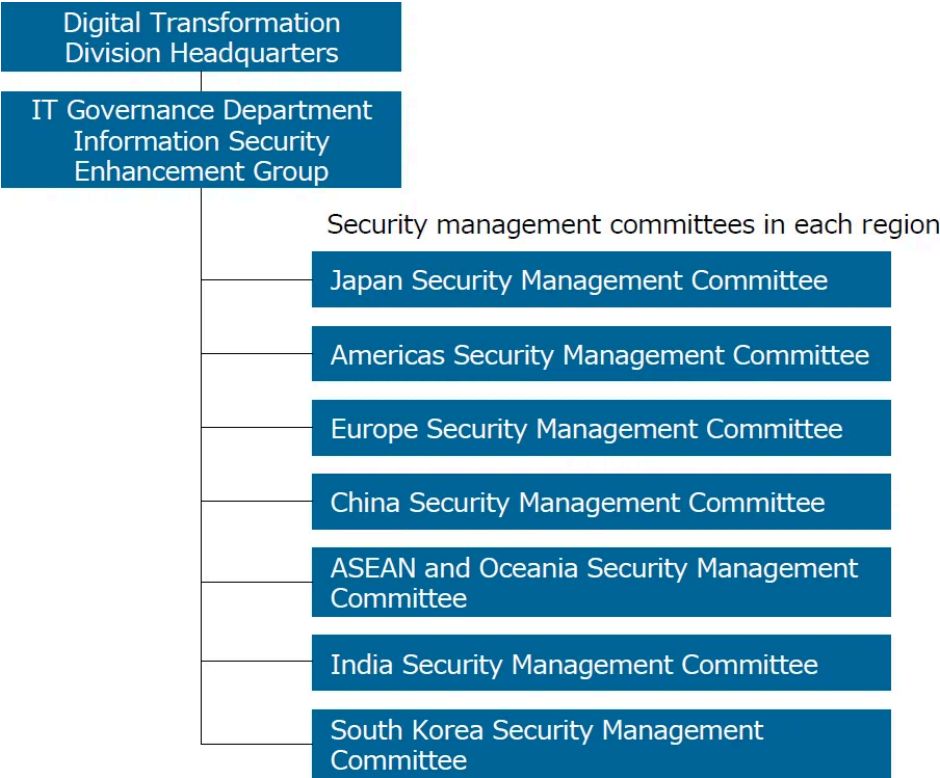 Digital Transformation
Division Headquarters
IT Governance Department
Information Security
Enhancement Group
Security management committees in each region
Japan Security Management Committee
Americas Security Management Committee
Europe Security Management Committee
China Security Management Committee
ASEAN and Oceania Security Management
Committee
India Security Management Committee
South Korea Security Management
Committee